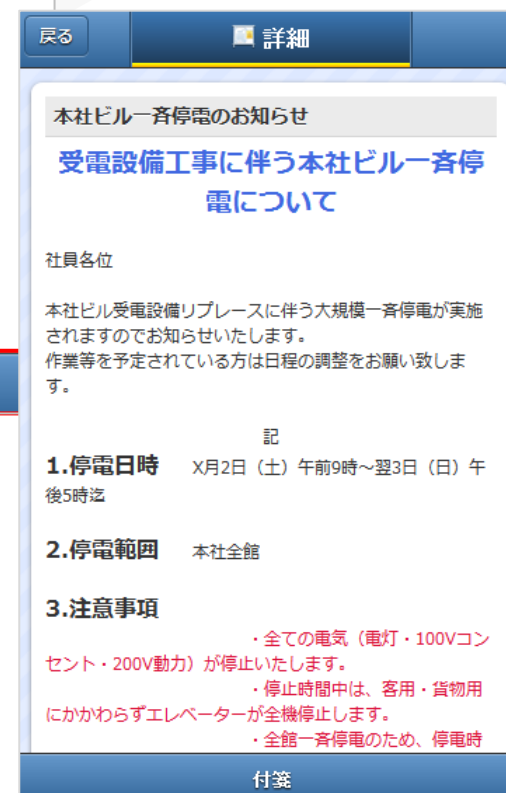 戻る
詳細
本社ビル一斉停電のお知らせ
受電設備工事に伴う本社ビル一斉停
電について
社員各位
本社ビル受電設備リプレースに伴う大規模一斉停電が実施
されますのでお知らせいたします。
作業等を予定されている方は日程の調整をお願い致しま
す。
記
1.停電日時 X月2日（土）午前9時～翌3日（日）午
後5時迄
2.停電範囲 本社全館
3.注意事項
・全ての電気（電灯・100Vコン
セント・200V動力）が停止いたします。
・停止時間中は、客用・貨物用
にかかわらずエレベーターが全機停止します。
・全館一斉停電のため、停電時
付箋